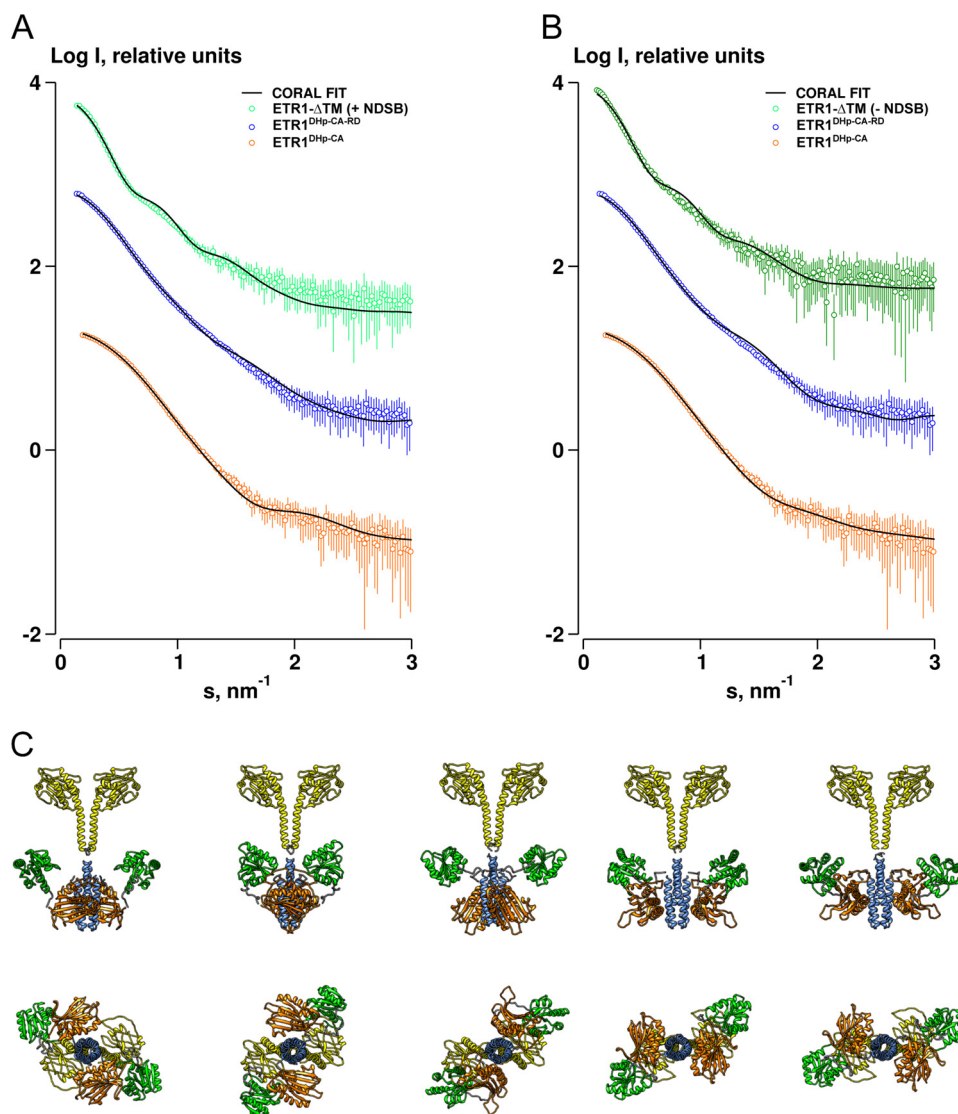 A
B
Log I, relative units
Log I, relative units
4
CORAL FIT
ETR1-ΔTM (+ NDSB)
ETR1DHp-CA-RD
ETR1DHp-CA
2
0
-2
0
1
2
3
s, nm-1
4
CORAL FIT
ETR1-ΔTM (- NDSB)
ETR1DHp-CA-RD
ETR1DHp-CA
2
0
-2
0
1
2
3
s, nm-1
C